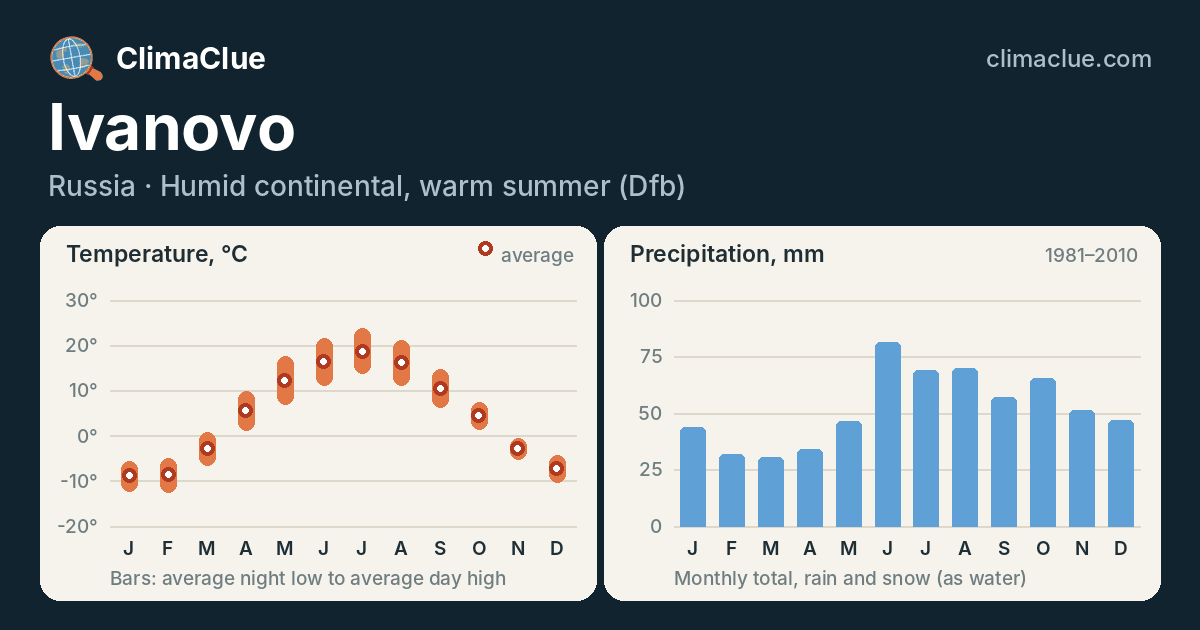 ClimaClue
climaclue.com
Ivanovo
Russia · Humid continental, warm summer (Dfb)
Temperature, °C
average
30°
20°
10°
0°
-10°
-20°
J F M A M J J A S O N D
Bars: average night low to average day high
Precipitation, mm
1981–2010
100
75
50
25
0
J F M A M J J A S O N D
Monthly total, rain and snow (as water)